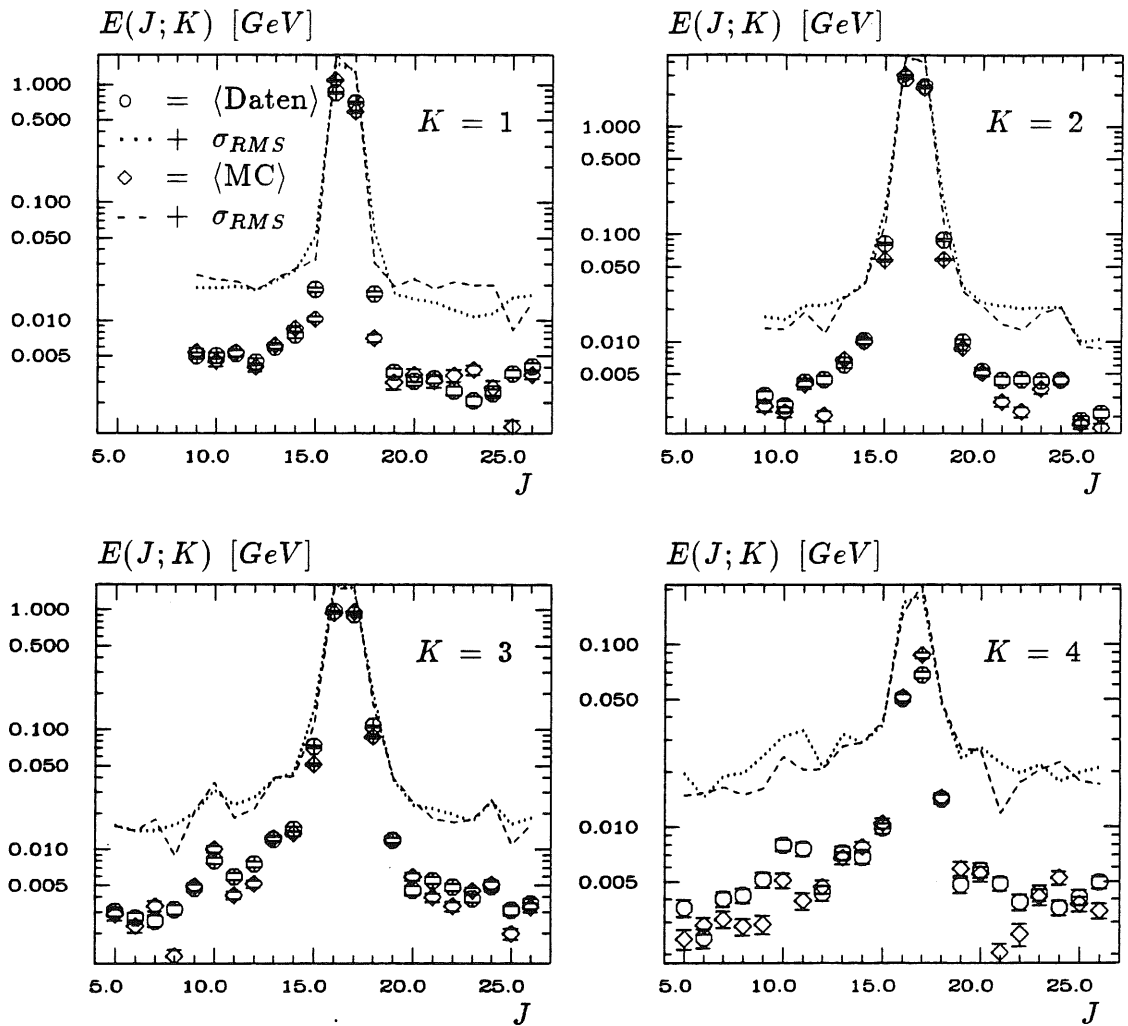 E(J;K) [GeV]
1.000
0.500
0.100
0.050
0.010
0.005
○ = ⟨Daten⟩
····+ σRMS
◇ = ⟨MC⟩
--+ σRMS
K = 1
5.0 10.0 15.0 20.0 25.0
J
E(J;K) [GeV]
1.000
0.500
0.100
0.050
0.010
0.005
K = 2
5.0 10.0 15.0 20.0 25.0
J
E(J;K) [GeV]
1.000
0.500
0.100
0.050
0.010
0.005
K = 3
5.0 10.0 15.0 20.0 25.0
J
E(J;K) [GeV]
0.100
0.050
0.010
0.005
K = 4
5.0 10.0 15.0 20.0 25.0
J